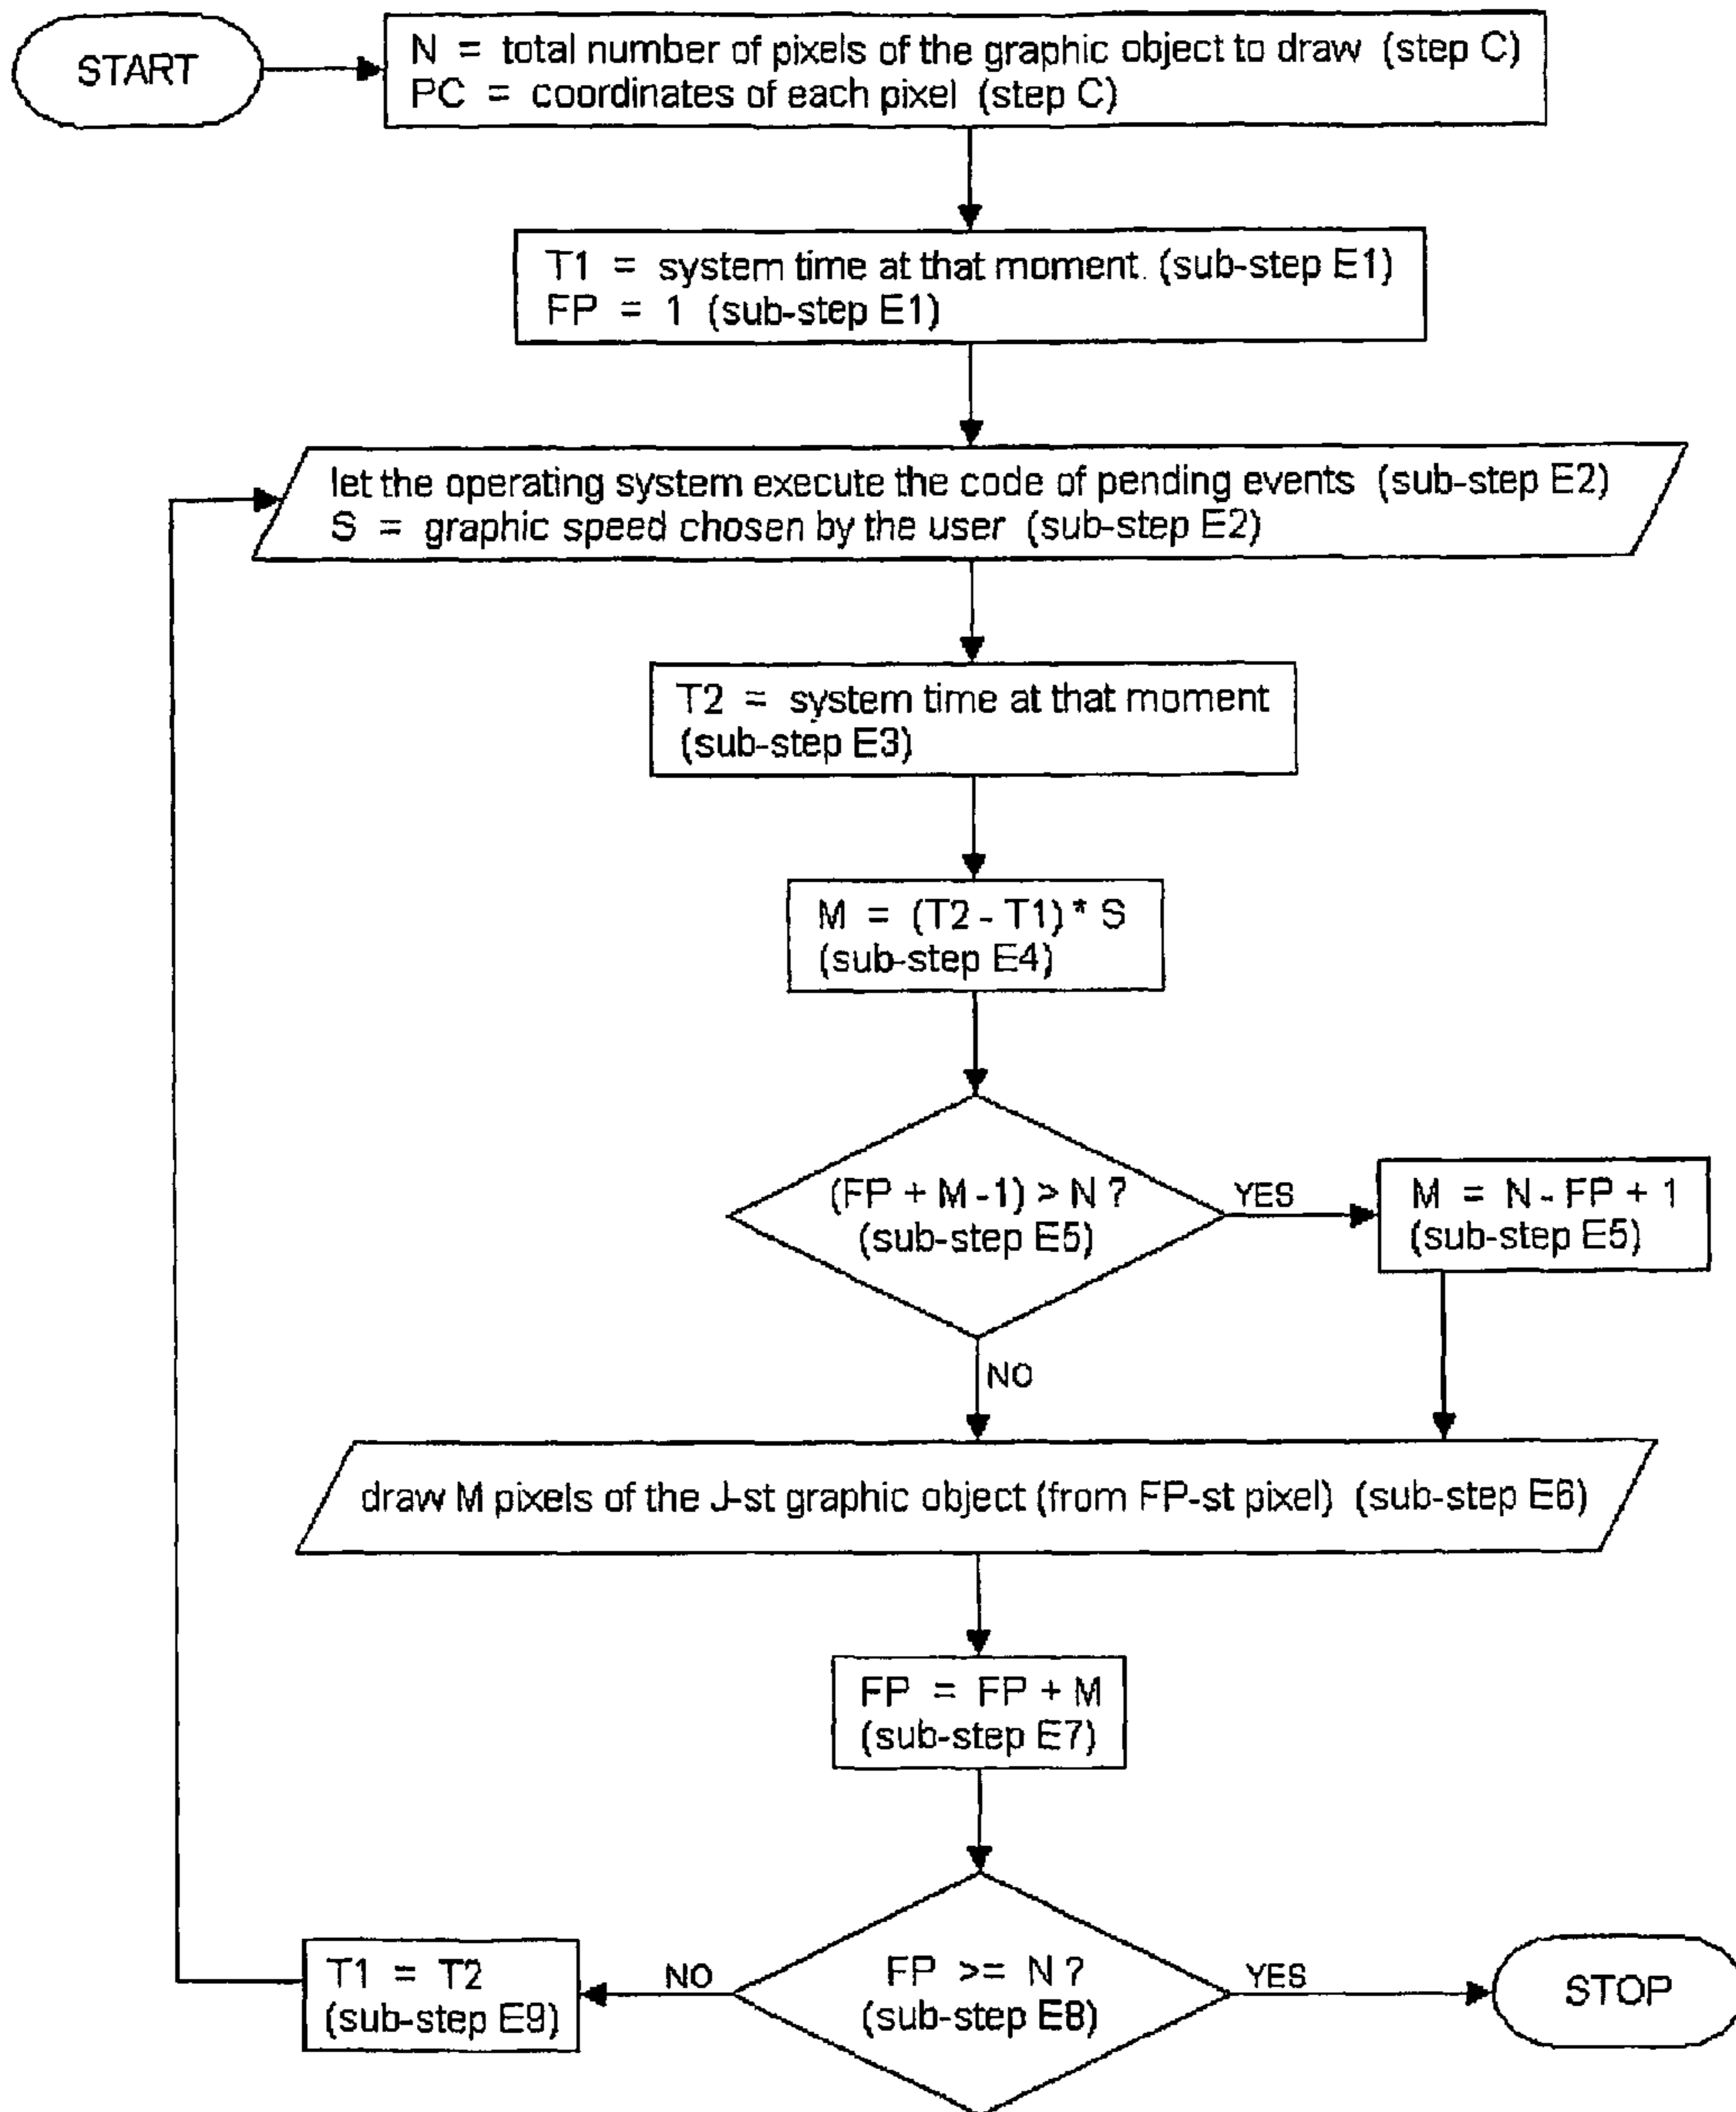 START
N = total number of pixels of the graphic object to draw (step C)
PC = coordinates of each pixel (step C)
T1 = system time at that moment. (sub-step E1)
FP = 1 (sub-step E1)
let the operating system execute the code of pending events (sub-step E2)
S = graphic speed chosen by the user (sub-step E2)
T2 = system time at that moment
(sub-step E3)
M = (T2 - T1) * S
(sub-step E4)
(FP + M -1) > N ?
(sub-step E5)
YES
M = N - FP + 1
(sub-step E5)
NO
draw M pixels of the J-st graphic object (from FP-st pixel) (sub-step E6)
FP = FP + M
(sub-step E7)
FP >= N ?
(sub-step E8)
NO
T1 = T2
(sub-step E9)
YES
STOP